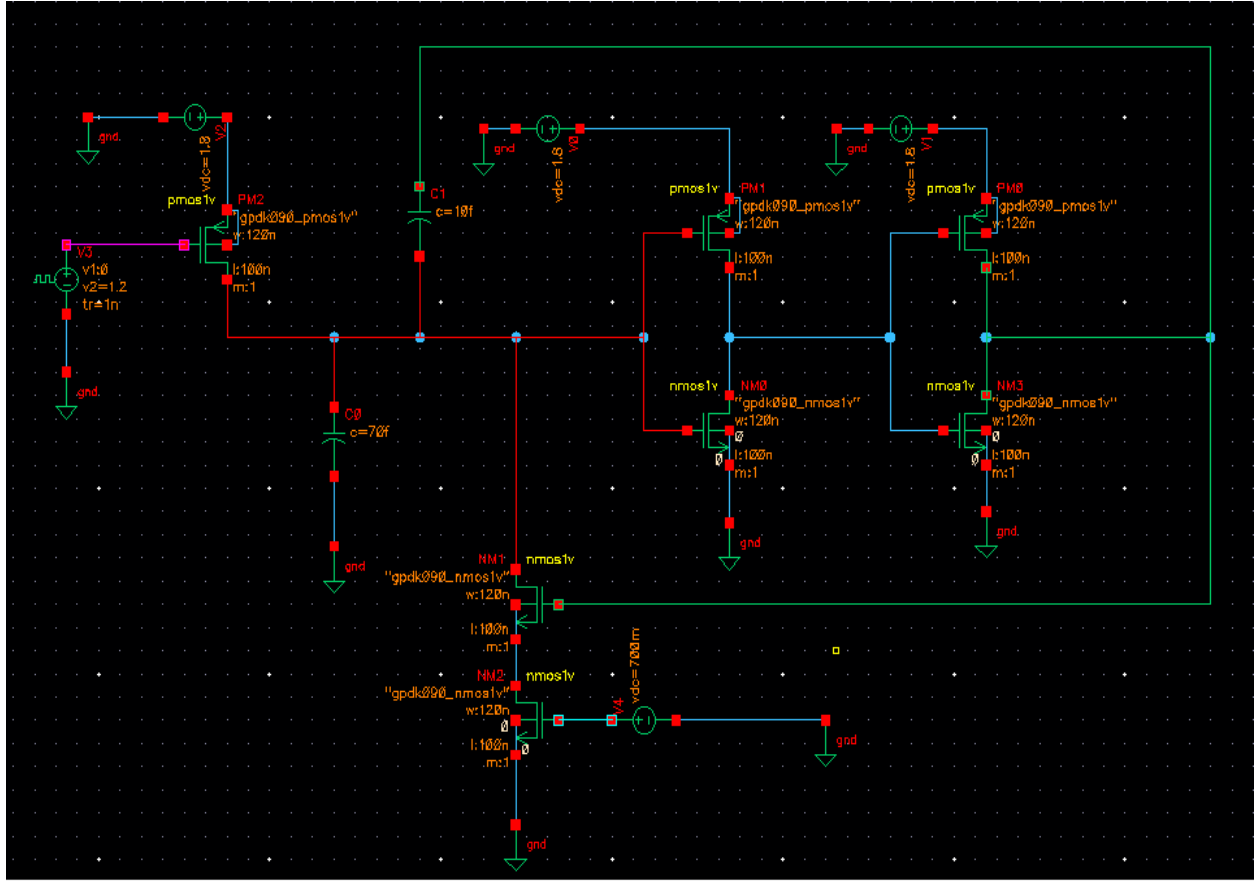 gnd
V2
vdc=1.8
pmos1v
PM2
"gpdk090_pmos1v"
w:120n
l:100n
m:1
V3
v1:0
v2=1.2
tr=1n
gnd
C1
c=10f
C0
c=70f
gnd
gnd
V0
vdc=1.8
pmos1v
PM1
"gpdk090_pmos1v"
w:120n
l:100n
m:1
nmos1v
NM0
"gpdk090_nmos1v"
w:120n
0
0
l:100n
m:1
gnd
gnd
V1
vdc=1.8
pmos1v
PM0
"gpdk090_pmos1v"
w:120n
l:100n
m:1
nmos1v
NM3
"gpdk090_nmos1v"
w:120n
0
0
l:100n
m:1
gnd
NM1
nmos1v
"gpdk090_nmos1v"
w:120n
l:100n
m:1
NM2
nmos1v
"gpdk090_nmos1v"
w:120n
0
l:100n
0
m:1
V4
vdc=700m
gnd
gnd